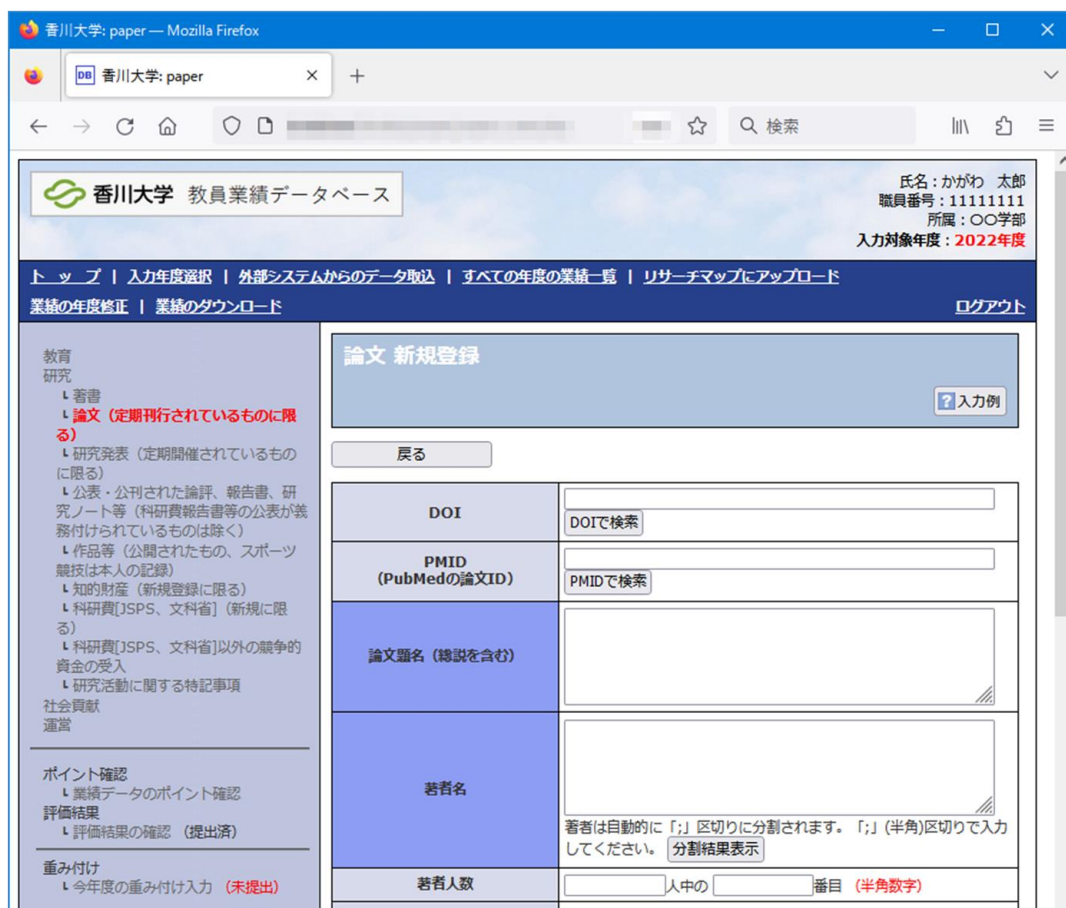 香川大学: paper — Mozilla Firefox
DB 香川大学: paper
検索
香川大学 教員業績データベース
氏名：かがわ 太郎
職員番号：11111111
所属：〇〇学部
入力対象年度：2022年度
トップ | 入力年度選択 | 外部システムからのデータ取込 | すべての年度の業績一覧 | リサーチマップにアップロード
業績の年度修正 | 業績のダウンロード
ログアウト
教育
研究
┗ 著書
┗ 論文（定期刊行されているものに限
る）
┗ 研究発表（定期開催されているもの
に限る）
┗ 公表・公刊された論評、報告書、研
究ノート等（科研費報告書等の公表が義
務付けられているものは除く）
┗ 作品等（公開されたもの、スポーツ
競技は本人の記録）
┗ 知的財産（新規登録に限る）
┗ 科研費[JSPS、文科省]（新規に限
る）
┗ 科研費[JSPS、文科省]以外の競争的
資金の受入
┗ 研究活動に関する特記事項
社会貢献
運営
ポイント確認
┗ 業績データのポイント確認
評価結果
┗ 評価結果の確認 （提出済）
重み付け
┗ 今年度の重み付け入力 （未提出）
論文 新規登録
? 入力例
戻る
DOI
DOIで検索
PMID
（PubMedの論文ID）
PMIDで検索
論文題名（総説を含む）
著者名
著者は自動的に「;」区切りに分割されます。「;」(半角)区切りで入力
してください。 分割結果表示
著者人数
人中の 番目 （半角数字）